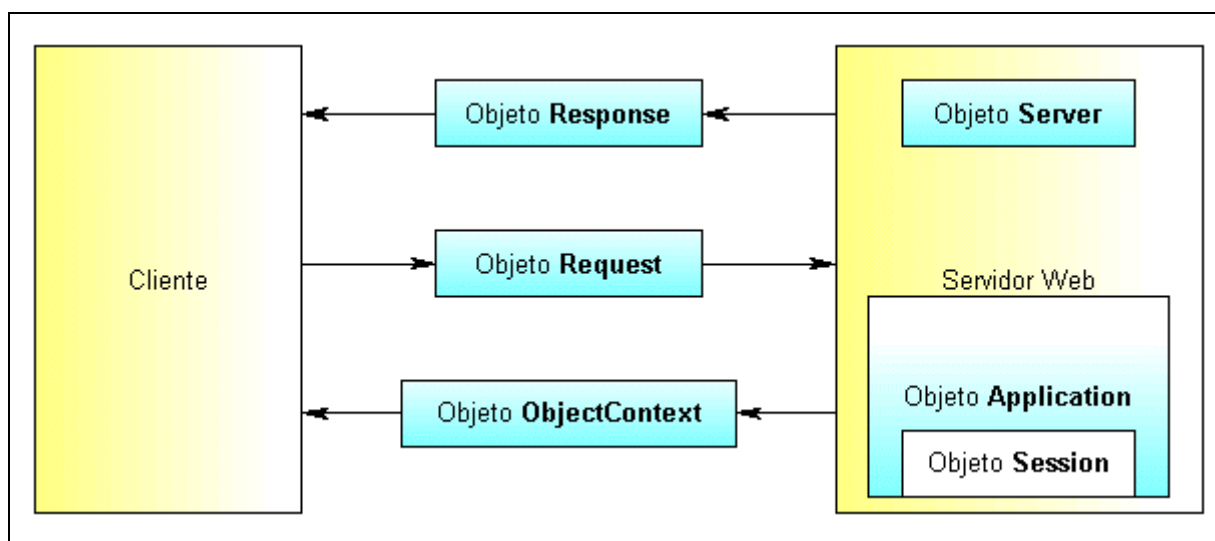 Objeto Response
Objeto Server
Cliente
Objeto Request
Servidor Web
Objeto ObjectContext
Objeto Application
Objeto Session